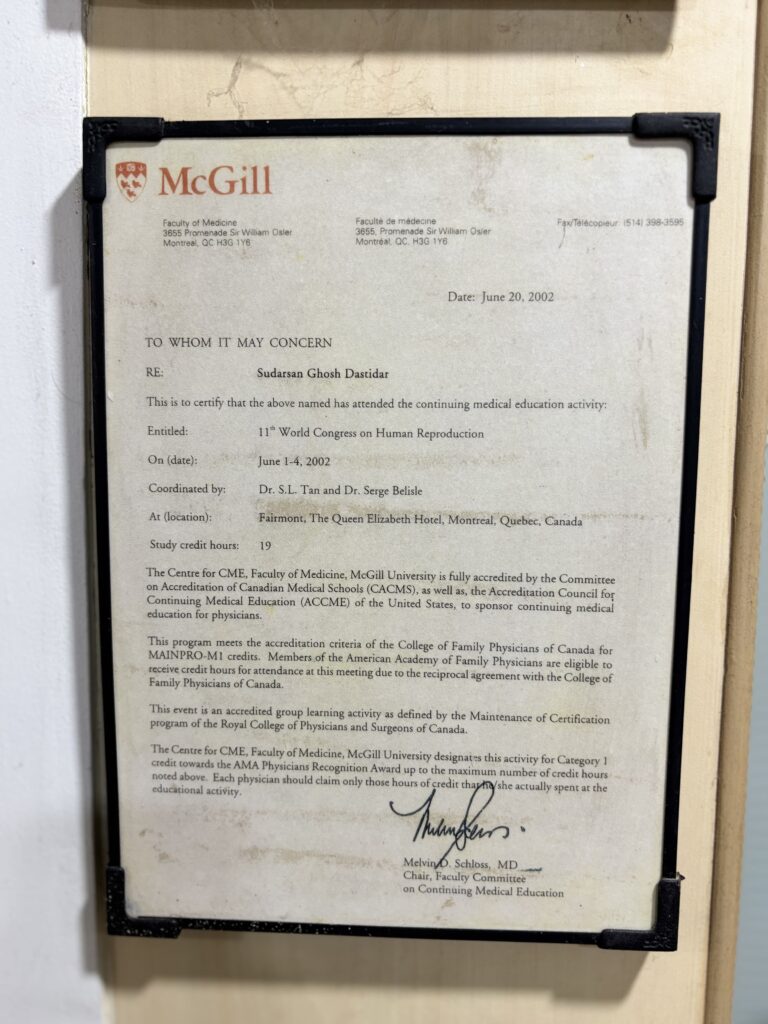 McGill
Faculty of Medicine
3655 Promenade Sir William Osler
Montreal, QC H3G 1Y6
Faculté de médecine
3655, Promenade Sir William Osler
Montréal, QC, H3G 1Y6
Fax/Télécopieur: (514) 398-3595
Date: June 20, 2002
TO WHOM IT MAY CONCERN
RE: Sudarsan Ghosh Dastidar
This is to certify that the above named has attended the continuing medical education activity:
Entitled: 11th World Congress on Human Reproduction
On (date): June 1-4, 2002
Coordinated by: Dr. S.L. Tan and Dr. Serge Belisle
At (location): Fairmont, The Queen Elizabeth Hotel, Montreal, Quebec, Canada
Study credit hours: 19
The Centre for CME, Faculty of Medicine, McGill University is fully accredited by the Committee
on Accreditation of Canadian Medical Schools (CACMS), as well as, the Accreditation Council for
Continuing Medical Education (ACCME) of the United States, to sponsor continuing medical
education for physicians.
This program meets the accreditation criteria of the College of Family Physicians of Canada for
MAINPRO-M1 credits. Members of the American Academy of Family Physicians are eligible to
receive credit hours for attendance at this meeting due to the reciprocal agreement with the College of
Family Physicians of Canada.
This event is an accredited group learning activity as defined by the Maintenance of Certification
program of the Royal College of Physicians and Surgeons of Canada.
The Centre for CME, Faculty of Medicine, McGill University designates this activity for Category 1
credit towards the AMA Physicians Recognition Award up to the maximum number of credit hours
noted above. Each physician should claim only those hours of credit that he/she actually spent at the
educational activity.
Melvin D. Schloss, MD
Chair, Faculty Committee
on Continuing Medical Education